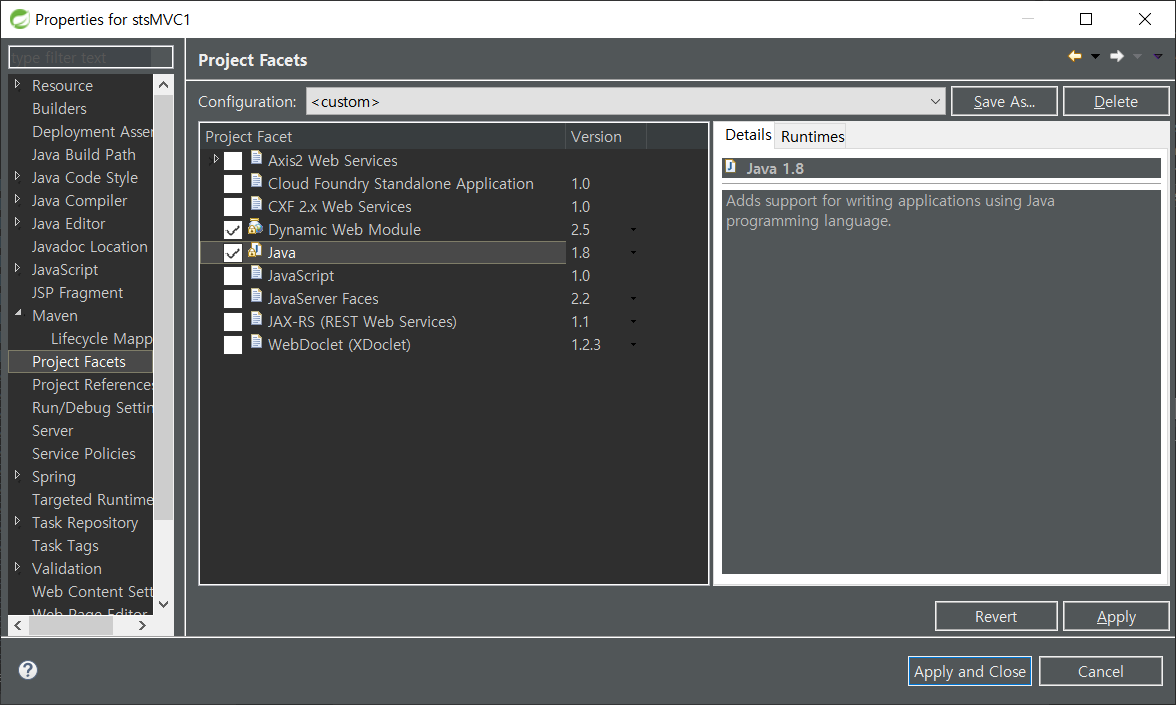 Properties for stsMVC1
type filter text
Resource
Builders
Deployment Asser
Java Build Path
Java Code Style
Java Compiler
Java Editor
Javadoc Location
JavaScript
JSP Fragment
Maven
Lifecycle Mapp
Project Facets
Project References
Run/Debug Settin
Server
Service Policies
Spring
Targeted Runtime
Task Repository
Task Tags
Validation
Web Content Sett
Web Page Editor
Project Facets
Configuration: <custom> Save As... Delete
Project Facet Version
Axis2 Web Services
Cloud Foundry Standalone Application 1.0
CXF 2.x Web Services 1.0
Dynamic Web Module 2.5
Java 1.8
JavaScript 1.0
JavaServer Faces 2.2
JAX-RS (REST Web Services) 1.1
WebDoclet (XDoclet) 1.2.3
Details Runtimes
Java 1.8
Adds support for writing applications using Java
programming language.
Revert Apply
Apply and Close Cancel